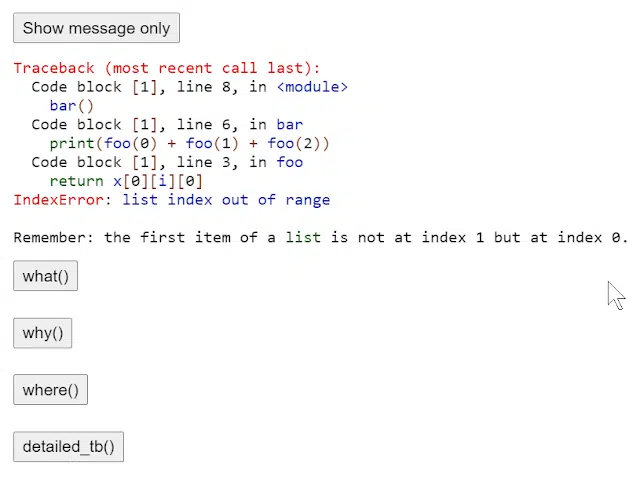 Show message only
Traceback (most recent call last):
  Code block [1], line 8, in <module>
    bar()
  Code block [1], line 6, in bar
    print(foo(0) + foo(1) + foo(2))
  Code block [1], line 3, in foo
    return x[0][i][0]
IndexError: list index out of range
Remember: the first item of a list is not at index 1 but at index 0.
what()
why()
where()
detailed_tb()